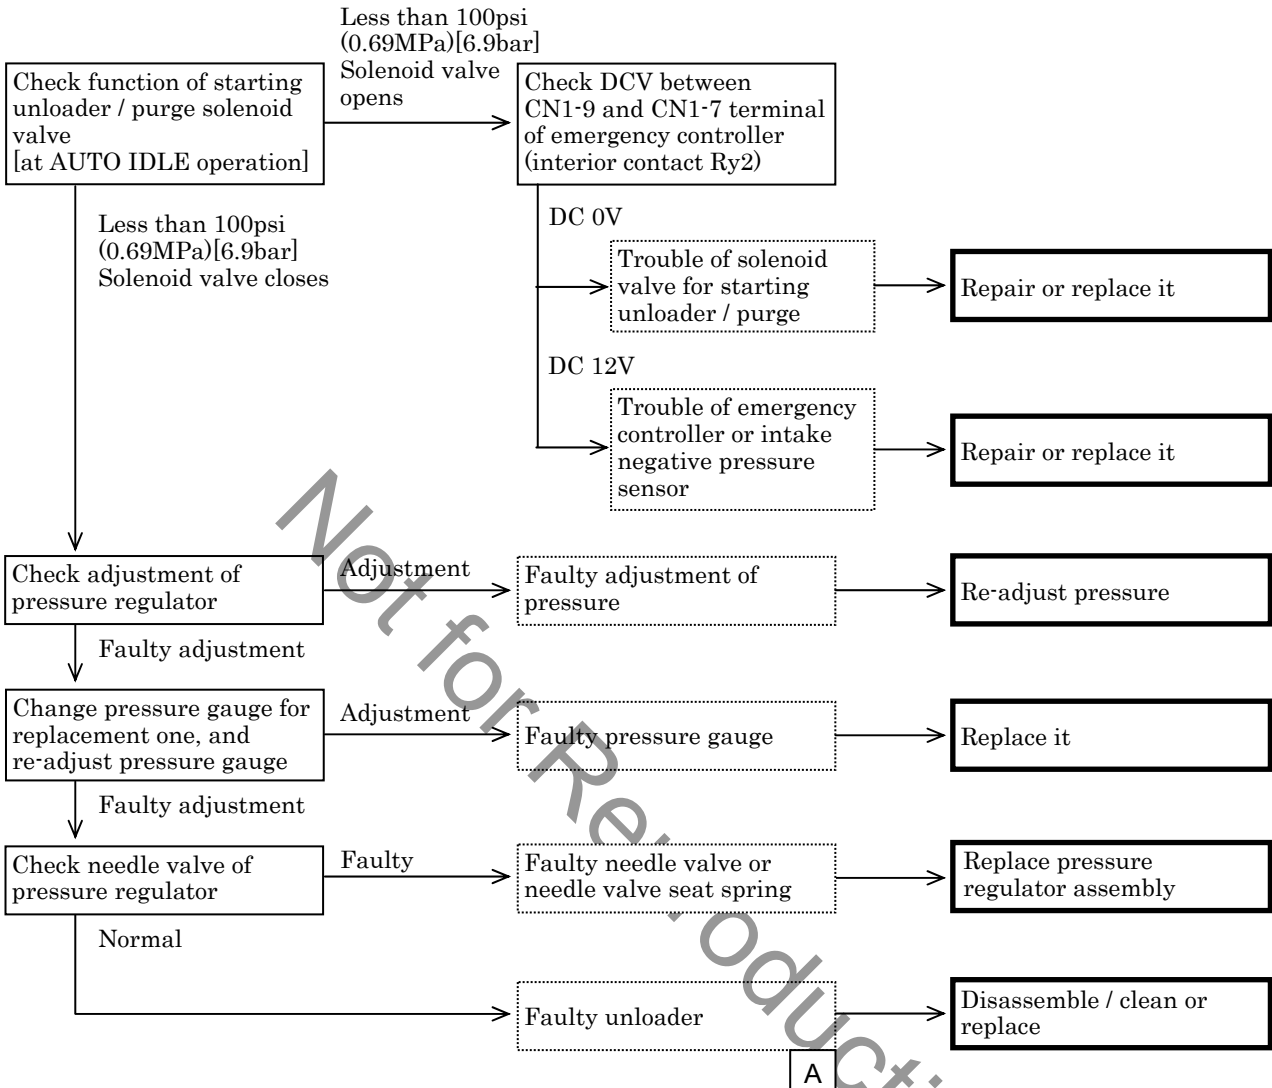 Less than 100psi
(0.69MPa)[6.9bar]
Solenoid valve
opens
Check function of starting
unloader / purge solenoid
valve
[at AUTO IDLE operation]
Check DCV between
CN1-9 and CN1-7 terminal
of emergency controller
(interior contact Ry2)
Less than 100psi
(0.69MPa)[6.9bar]
Solenoid valve closes
DC 0V
Trouble of solenoid
valve for starting
unloader / purge
Repair or replace it
DC 12V
Trouble of emergency
controller or intake
negative pressure
sensor
Repair or replace it
Check adjustment of
pressure regulator
Adjustment
Faulty adjustment of
pressure
Re-adjust pressure
Faulty adjustment
Change pressure gauge for
replacement one, and
re-adjust pressure gauge
Adjustment
Faulty pressure gauge
Replace it
Faulty adjustment
Check needle valve of
pressure regulator
Faulty
Faulty needle valve or
needle valve seat spring
Replace pressure
regulator assembly
Normal
Faulty unloader
Disassemble / clean or
replace
A
Not for Reproducti